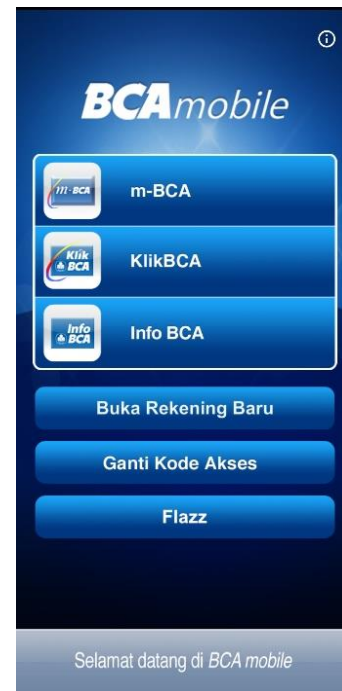 BCAmobile
m-BCA
m-BCA
Klik
BCA
KlikBCA
Info
BCA
Info BCA
Buka Rekening Baru
Ganti Kode Akses
Flazz
Selamat datang di BCA mobile